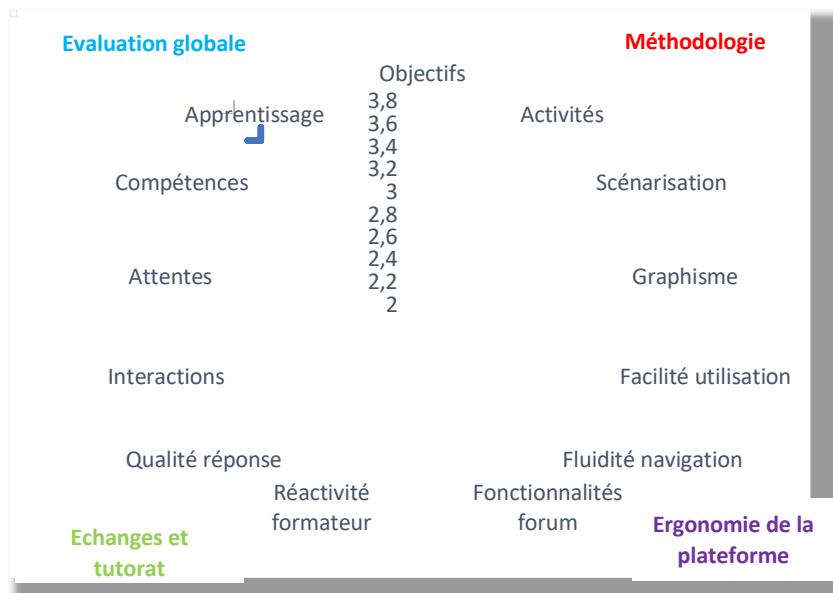 Evaluation globale
Méthodologie
Objectifs
Apprentissage
Activités
3,8
3,6
3,4
3,2
3
2,8
2,6
2,4
2,2
2
Compétences
Scénarisation
Attentes
Graphisme
Interactions
Facilité utilisation
Qualité réponse
Fluidité navigation
Réactivité
formateur
Fonctionnalités
forum
Echanges et
tutorat
Ergonomie de la
plateforme